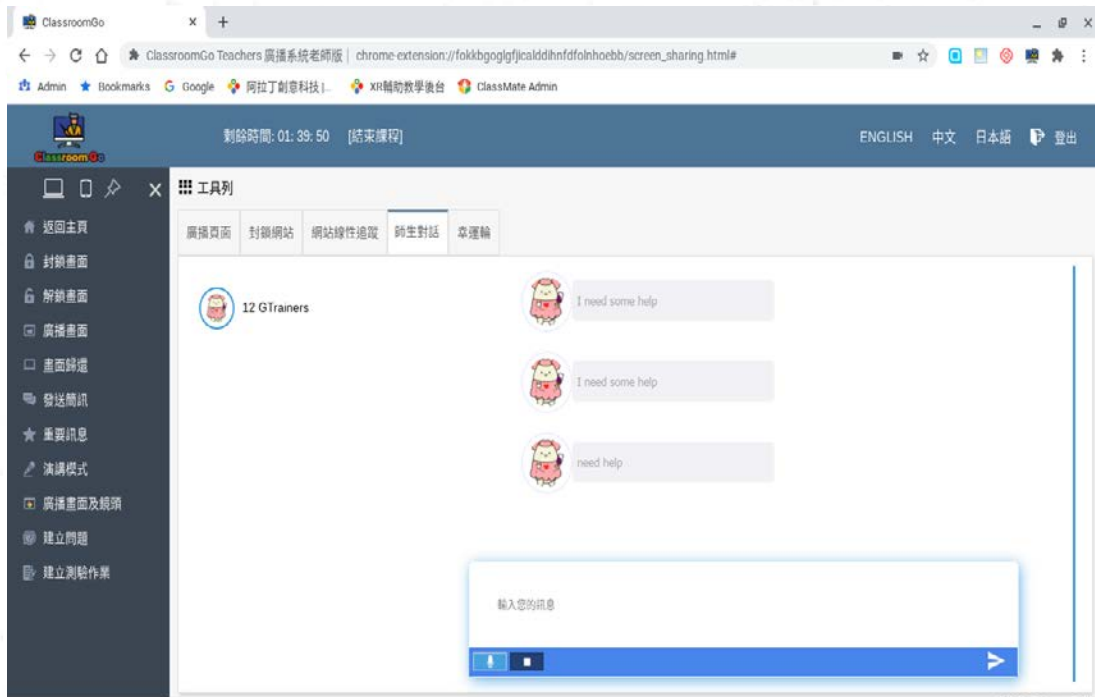 ClassroomGo
ClassroomGo Teachers 廣播系統老師版 | chrome-extension://fokkbgoglgfjicalddihnfdfolnhoebb/screen_sharing.html#
Admin Bookmarks Google 阿拉丁創意科技 |... XR輔助教學後台 ClassMate Admin
ClassroomGo
剩餘時間: 01: 39: 50 [結束課程] ENGLISH 中文 日本語 登出
工具列
廣播頁面 封鎖網站 網站線性追蹤 師生對話 幸運輪
返回主頁
封鎖畫面
解鎖畫面
廣播畫面
畫面歸還
發送簡訊
重要訊息
演講模式
廣播畫面及鏡頭
建立問題
建立測驗作業
12 GTrainers
I need some help
I need some help
need help
輸入您的訊息